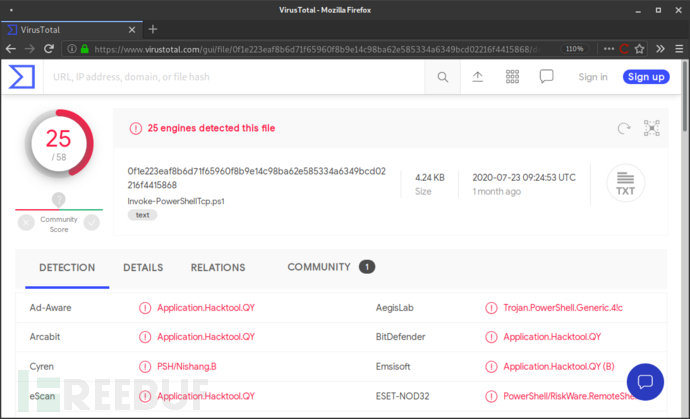 VirusTotal - Mozilla Firefox
VirusTotal
https://www.virustotal.com/gui/file/0f1e223eaf8b6d71f65960f8b9e14c98ba62e585334a6349bcd02216f4415868/de
110%
URL, IP address, domain, or file hash
Sign in
Sign up
25
/ 58
Community
Score
25 engines detected this file
0f1e223eaf8b6d71f65960f8b9e14c98ba62e585334a6349bcd02
216f4415868
Invoke-PowerShellTcp.ps1
text
4.24 KB
Size
2020-07-23 09:24:53 UTC
1 month ago
TXT
DETECTION
DETAILS
RELATIONS
COMMUNITY
1
Ad-Aware
Application.Hacktool.QY
AegisLab
Trojan.PowerShell.Generic.4!c
Arcabit
Application.Hacktool.QY
BitDefender
Application.Hacktool.QY
Cyren
PSH/Nishang.B
Emsisoft
Application.Hacktool.QY (B)
eScan
Application.Hacktool.QY
ESET-NOD32
PowerShell/RiskWare.RemoteShe
FREEBUF